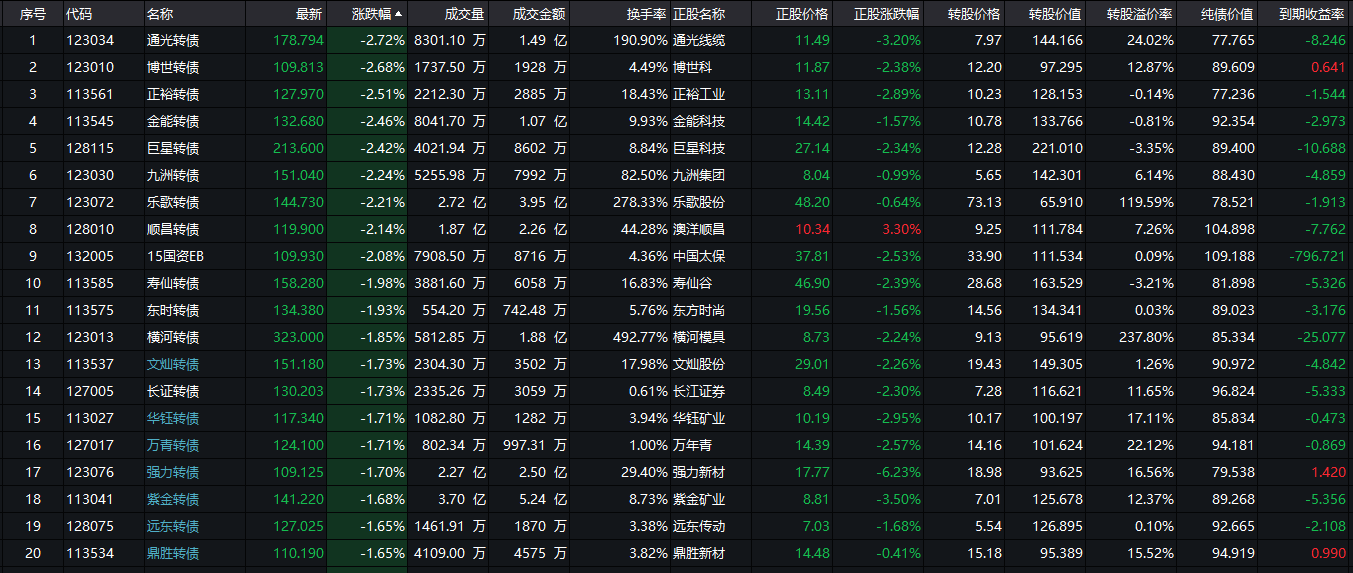 序号 代码 名称 最新 涨跌幅 成交量 成交金额 换手率 正股名称 正股价格 正股涨跌幅 转股价格 转股价值 转股溢价率 纯债价值 到期收益率
1 123034 通光转债 178.794 -2.72% 8301.10 万 1.49 亿 190.90% 通光线缆 11.49 -3.20% 7.97 144.166 24.02% 77.765 -8.246
2 123010 博世转债 109.813 -2.68% 1737.50 万 1928 万 4.49% 博世科 11.87 -2.38% 12.20 97.295 12.87% 89.609 0.641
3 113561 正裕转债 127.970 -2.51% 2212.30 万 2885 万 18.43% 正裕工业 13.11 -2.89% 10.23 128.153 -0.14% 77.236 -1.544
4 113545 金能转债 132.680 -2.46% 8041.70 万 1.07 亿 9.93% 金能科技 14.42 -1.57% 10.78 133.766 -0.81% 92.354 -2.973
5 128115 巨星转债 213.600 -2.42% 4021.94 万 8602 万 8.84% 巨星科技 27.14 -2.34% 12.28 221.010 -3.35% 89.400 -10.688
6 123030 九洲转债 151.040 -2.24% 5255.98 万 7992 万 82.50% 九洲集团 8.04 -0.99% 5.65 142.301 6.14% 88.430 -4.859
7 123072 乐歌转债 144.730 -2.21% 2.72 亿 3.95 亿 278.33% 乐歌股份 48.20 -0.64% 73.13 65.910 119.59% 78.521 -1.913
8 128010 顺昌转债 119.900 -2.14% 1.87 亿 2.26 亿 44.28% 澳洋顺昌 10.34 3.30% 9.25 111.784 7.26% 104.898 -7.762
9 132005 15国资EB 109.930 -2.08% 7908.50 万 8716 万 4.36% 中国太保 37.81 -2.53% 33.90 111.534 0.09% 109.188 -796.721
10 113585 寿仙转债 158.280 -1.98% 3881.60 万 6058 万 16.83% 寿仙谷 46.90 -2.39% 28.68 163.529 -3.21% 81.898 -5.326
11 113575 东时转债 134.380 -1.93% 554.20 万 742.48 万 5.76% 东方时尚 19.56 -1.56% 14.56 134.341 0.03% 89.023 -3.176
12 123013 横河转债 323.000 -1.85% 5812.85 万 1.88 亿 492.77% 横河模具 8.73 -2.24% 9.13 95.619 237.80% 85.334 -25.077
13 113537 文灿转债 151.180 -1.73% 2304.30 万 3502 万 17.98% 文灿股份 29.01 -2.26% 19.43 149.305 1.26% 90.972 -4.842
14 127005 长证转债 130.203 -1.73% 2335.26 万 3059 万 0.61% 长江证券 8.49 -2.30% 7.28 116.621 11.65% 96.824 -5.333
15 113027 华钰转债 117.340 -1.71% 1082.80 万 1282 万 3.94% 华钰矿业 10.19 -2.95% 10.17 100.197 17.11% 85.834 -0.473
16 127017 万青转债 124.100 -1.71% 802.34 万 997.31 万 1.00% 万年青 14.39 -2.57% 14.16 101.624 22.12% 94.181 -0.869
17 123076 强力转债 109.125 -1.70% 2.27 亿 2.50 亿 29.40% 强力新材 17.77 -6.23% 18.98 93.625 16.56% 79.538 1.420
18 113041 紫金转债 141.220 -1.68% 3.70 亿 5.24 亿 8.73% 紫金矿业 8.81 -3.50% 7.01 125.678 12.37% 89.268 -5.356
19 128075 远东转债 127.025 -1.65% 1461.91 万 1870 万 3.38% 远东传动 7.03 -1.68% 5.54 126.895 0.10% 92.665 -2.108
20 113534 鼎胜转债 110.190 -1.65% 4109.00 万 4575 万 3.82% 鼎胜新材 14.48 -0.41% 15.18 95.389 15.52% 94.919 0.990